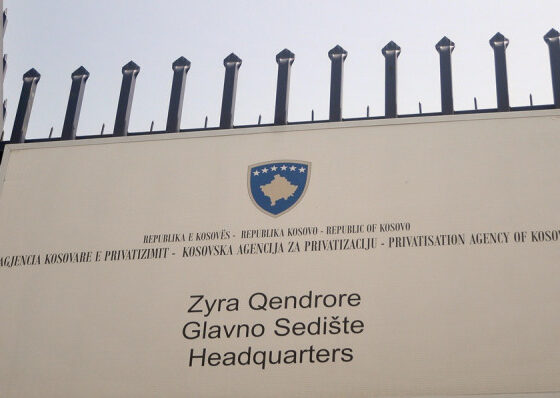 REPUBLIKA E KOSOVËS - REPUBLIKA KOSOVO - REPUBLIC OF KOSOVO
AGJENCIA KOSOVARE E PRIVATIZIMIT - KOSOVSKA AGENCIJA ZA PRIVATIZACIJU - PRIVATISATION AGENCY OF
Zyra Qendrore
Glavno Sedište
Headquarters